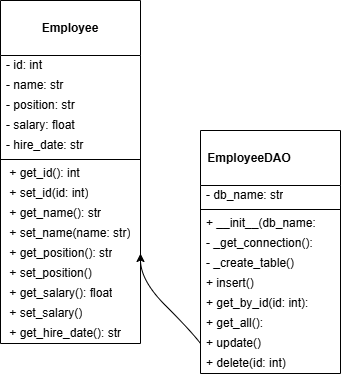 Employee
- id: int
- name: str
- position: str
- salary: float
- hire_date: str
+ get_id(): int
+ set_id(id: int)
+ get_name(): str
+ set_name(name: str)
+ get_position(): str
+ set_position()
+ get_salary(): float
+ set_salary()
+ get_hire_date(): str
EmployeeDAO
- db_name: str
+ __init__(db_name:
- _get_connection():
- _create_table()
+ insert()
+ get_by_id(id: int):
+ get_all():
+ update()
+ delete(id: int)